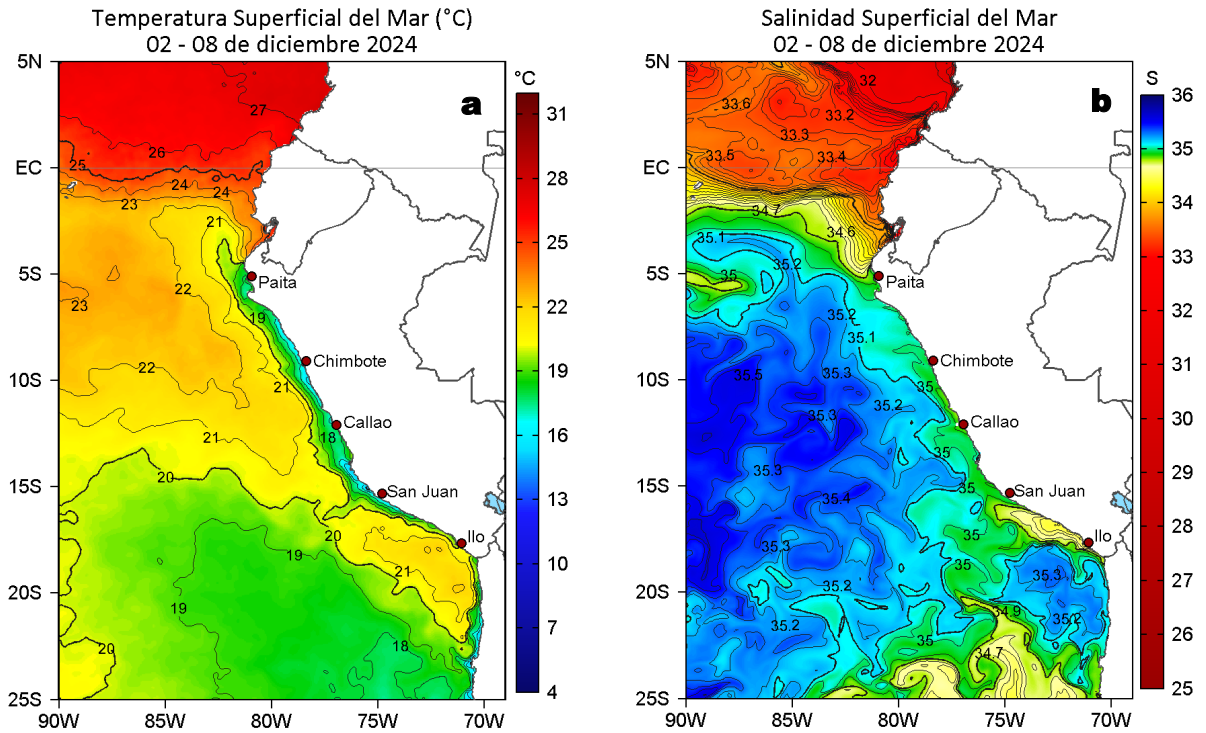 Temperatura Superficial del Mar (°C)
02 - 08 de diciembre 2024
a
5N
EC
5S
10S
15S
20S
25S
90W
85W
80W
75W
70W
27
26
25
24
24
23
21
22
23
19
22
21
21
18
20
20
19
21
19
18
20
Paita
Chimbote
Callao
San Juan
Ilo
°C
31
28
25
22
19
16
13
10
7
4
Salinidad Superficial del Mar
02 - 08 de diciembre 2024
b
5N
EC
5S
10S
15S
20S
25S
90W
85W
80W
75W
70W
32
33.6
33.2
33.3
33.5
33.4
34.7
34.6
35.1
35.2
35
35.2
35.1
35.5
35.3
35
35.2
35.3
35
35.3
35
35.4
35
35.3
35
35.3
35.2
34.9
35.2
35.2
35
34.7
Paita
Chimbote
Callao
San Juan
Ilo
S
36
35
34
33
32
31
30
29
28
27
26
25